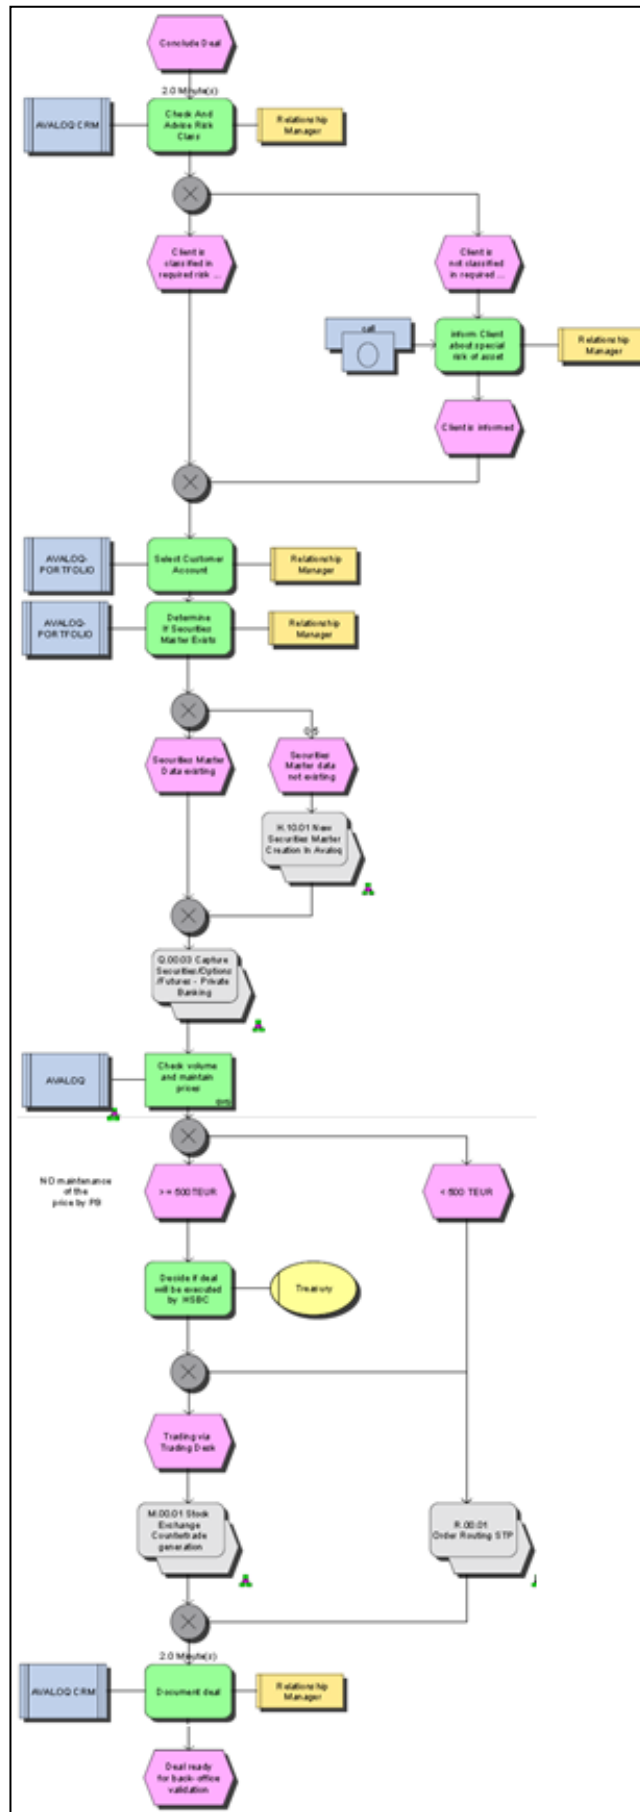 Conclude Deal
2.0 Minute(s)
AVALOQ CRM
Check And
Advise Risk
Class
Relationship
Manager
Client is
classified in
required risk ...
Client is
not classified
in required ...
call
inform Client
about special
risk of asset
Relationship
Manager
Client is informed
AVALOQ-
PORTFOLIO
Select Customer
Account
Relationship
Manager
AVALOQ-
PORTFOLIO
Determine
If Securities
Master Exists
Relationship
Manager
0.5
Securities Master
Data existing
Securities
Master data
not existing
H.10.01 New
Securities Master
Creation In Avaloq
Q.00.03 Capture
Securities/Options
/Futures - Private
Banking
AVALOQ
Check volume
and maintain
prices
NO maintenance
of the
price by PB
> = 500 TEUR
< 500 TEUR
Decide if deal
will be executed
by HSBC
Treasury
Trading via
Trading Desk
M.00.01 Stock
Exchange
Countertrade
generation
R.00.01
Order Routing STP
2.0 Minute(s)
AVALOQ CRM
Document deal
Relationship
Manager
Deal ready
for back-office
validation